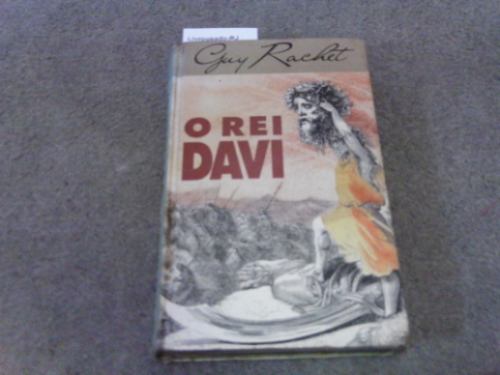 Guy Rachet
O REI
DAVI